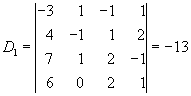 D₁ = | -3 1 -1 1 |
| 4 -1 1 2 |
| 7 1 2 -1 |
| 6 0 2 1 | = -13